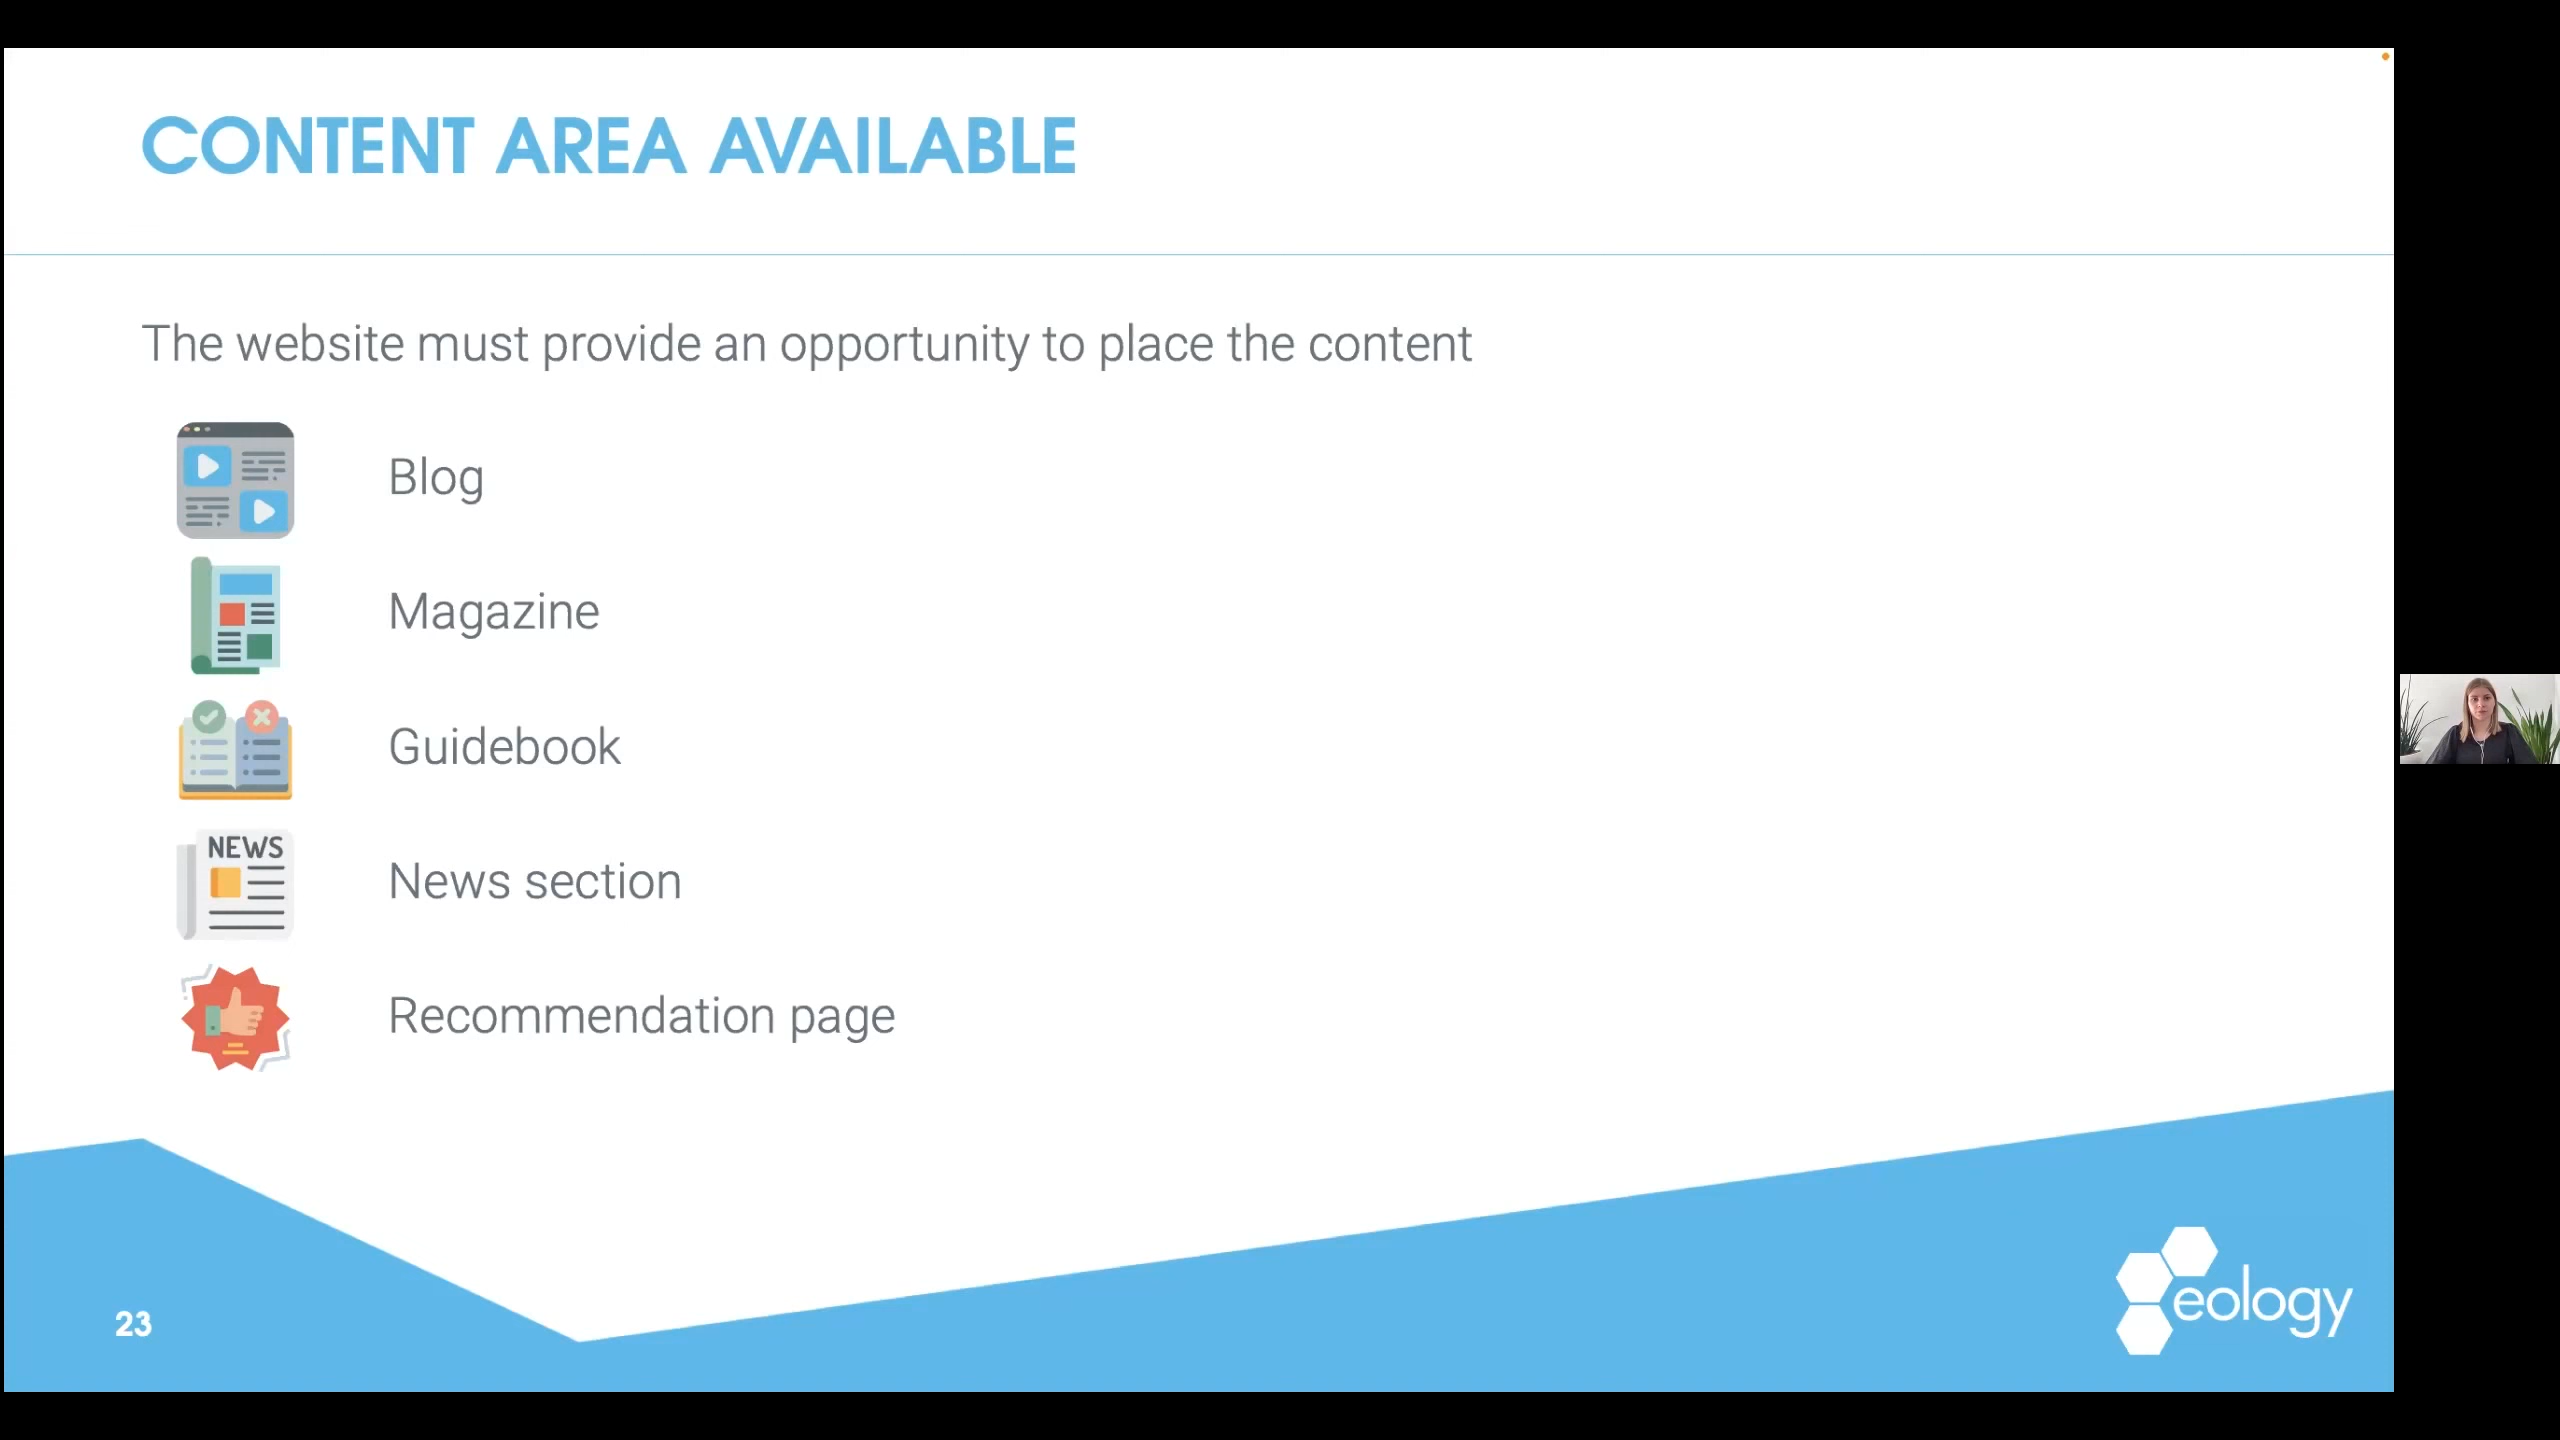 CONTENT AREA AVAILABLE
The website must provide an opportunity to place the content
Blog
Magazine
Guidebook
NEWS
News section
Recommendation page
23
eology